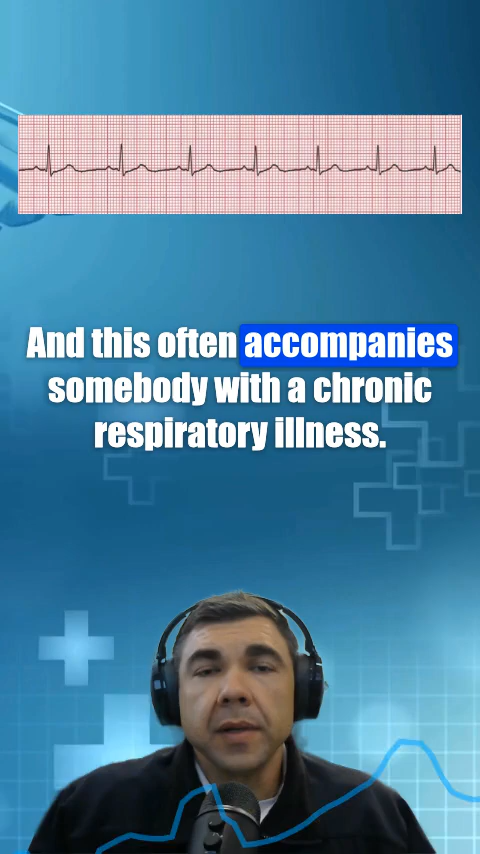 And this often accompanies
somebody with a chronic
respiratory illness.